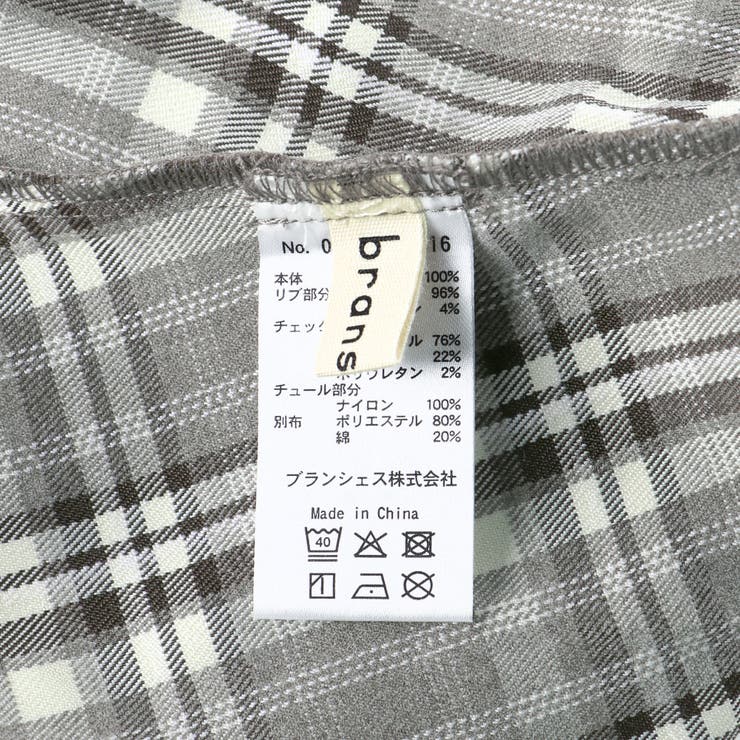 No. 0 16
brans
本体 100%
リブ部分 96%
ン 4%
チェック
ル 76%
22%
ポリウレタン 2%
チュール部分
ナイロン 100%
別布 ポリエステル 80%
綿 20%
ブランシェス株式会社
Made in China
40